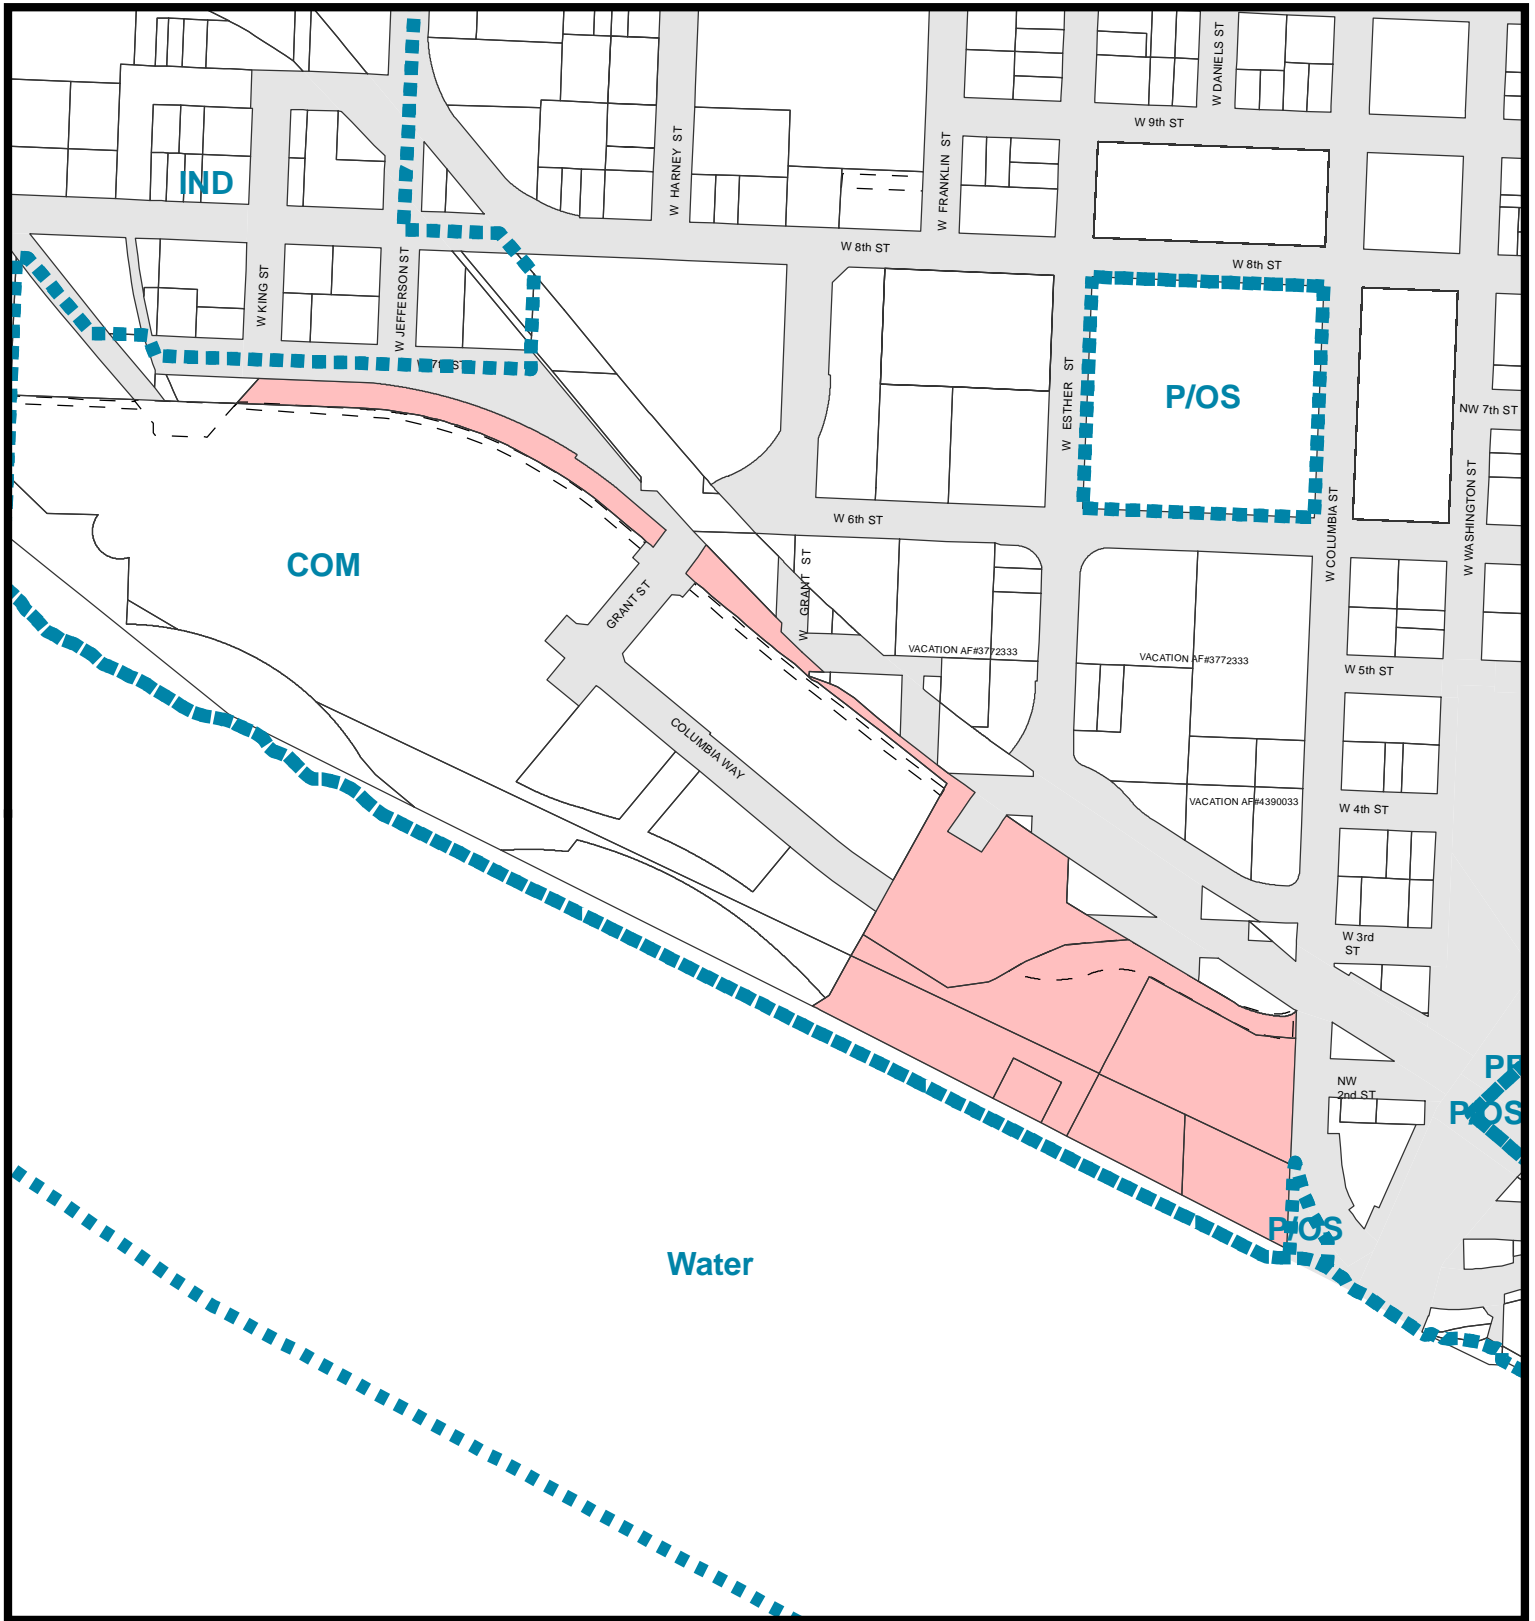 W DANIELS ST
W 9th ST
W HARNEY ST
W FRANKLIN ST
IND
W 8th ST
W 8th ST
W KING ST
W JEFFERSON ST
W 7th ST
W ESTHER ST
P/OS
NW 7th ST
W COLUMBIA ST
W WASHINGTON ST
W 6th ST
COM
GRANT ST
W GRANT ST
VACATION AF#3772333
VACATION AF#3772333
W 5th ST
COLUMBIA WAY
VACATION AF#4390033
W 4th ST
W 3rd
ST
NW
2nd ST
P/OS
P/OS
Water